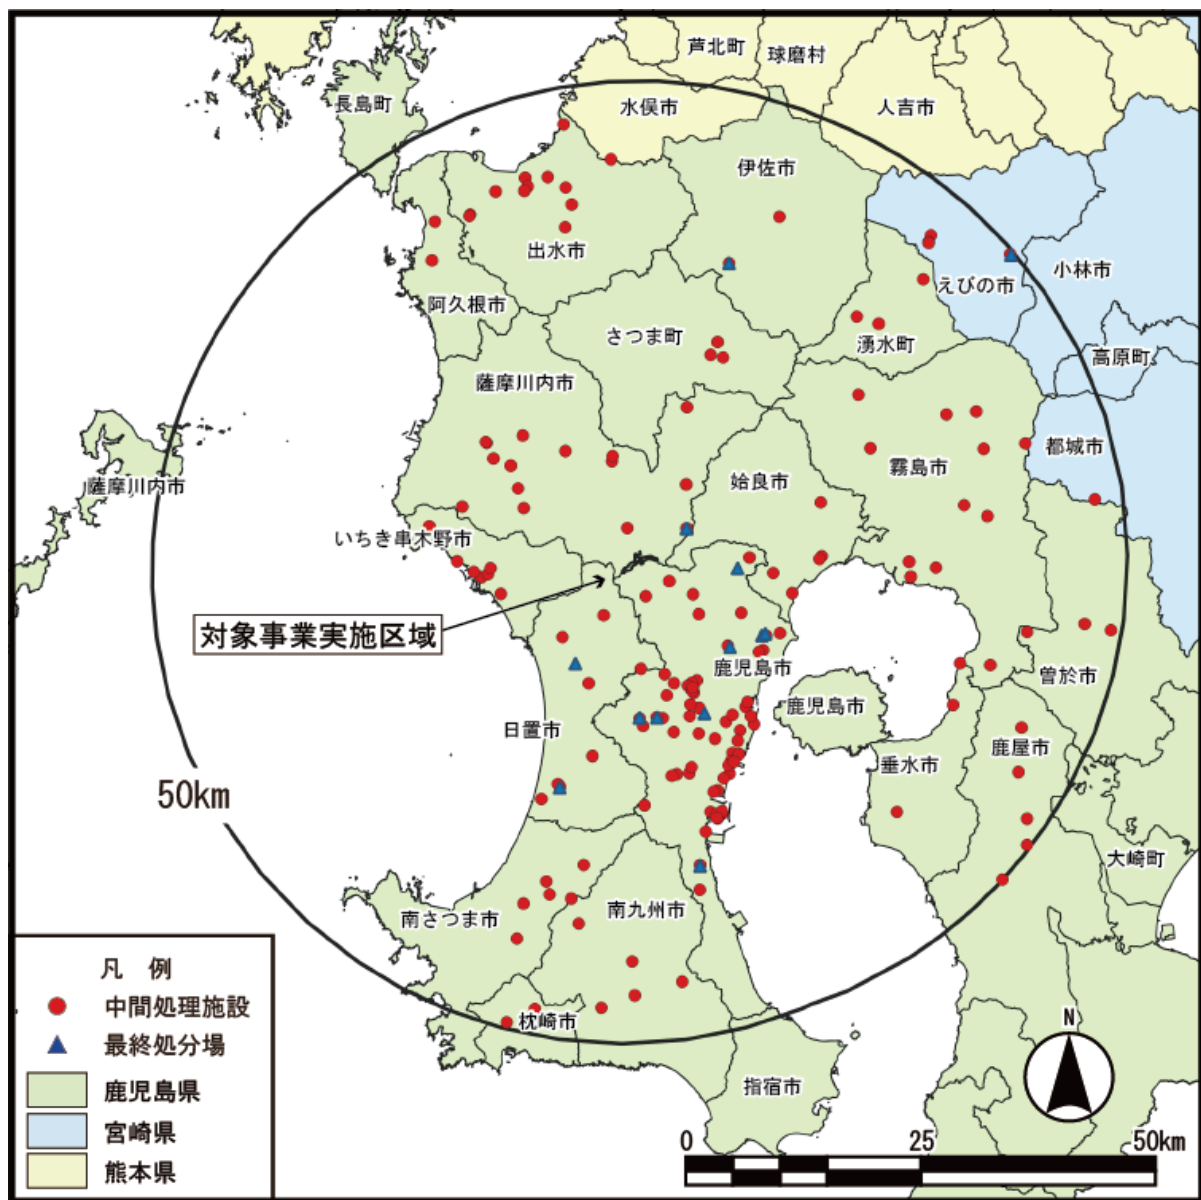 芦北町
球磨村
長島町
水俣市
人吉市
伊佐市
出水市
えびの市
小林市
阿久根市
さつま町
湧水町
高原町
薩摩川内市
都城市
霧島市
姶良市
薩摩川内市
いちき串木野市
対象事業実施区域
鹿児島市
曽於市
鹿児島市
日置市
鹿屋市
垂水市
50km
大崎町
南さつま市
南九州市
枕崎市
指宿市
凡 例
中間処理施設
最終処分場
鹿児島県
宮崎県
熊本県
N
0 25 50km